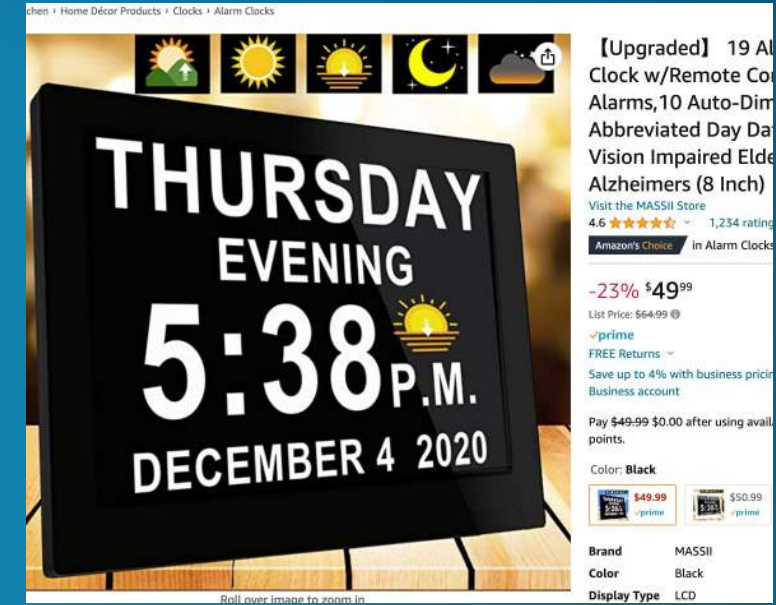 chen › Home Décor Products › Clocks › Alarm Clocks
THURSDAY
EVENING
5:38 P.M.
DECEMBER 4 2020
Roll over image to zoom in
【Upgraded】 19 Al
Clock w/Remote Co
Alarms,10 Auto-Dim
Abbreviated Day Da
Vision Impaired Elde
Alzheimers (8 Inch)
Visit the MASSII Store
4.6 1,234 rating
Amazon's Choice in Alarm Clocks
-23% $4999
List Price: $64.99
prime
FREE Returns
Save up to 4% with business pricin
Business account
Pay $49.99 $0.00 after using avail
points.
Color: Black
$49.99 $50.99
prime prime
Brand MASSII
Color Black
Display Type LCD